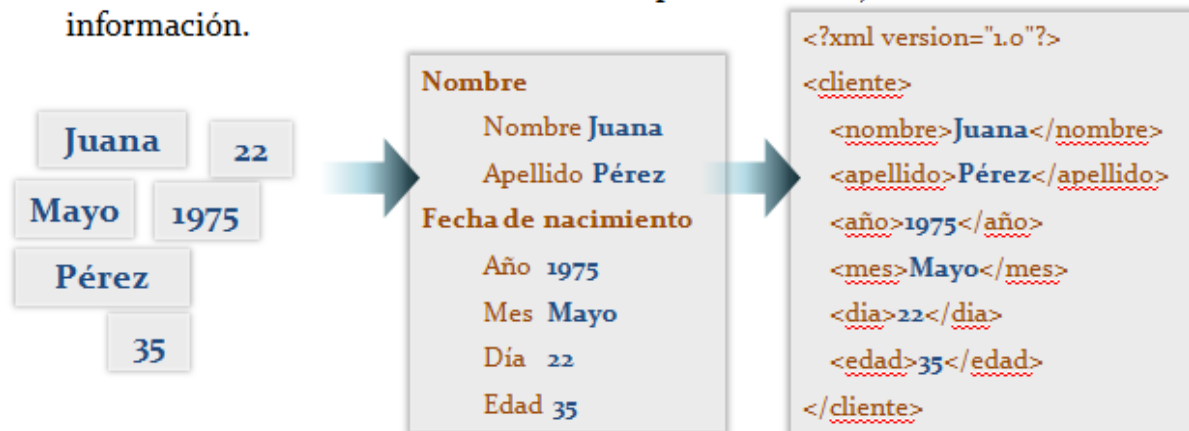 información.
Juana
22
Mayo
1975
Pérez
35
Nombre
Nombre Juana
Apellido Pérez
Fecha de nacimiento
Año 1975
Mes Mayo
Día 22
Edad 35
<?xml version="1.0"?>
<cliente>
<nombre>Juana</nombre>
<apellido>Pérez</apellido>
<año>1975</año>
<mes>Mayo</mes>
<dia>22</dia>
<edad>35</edad>
</cliente>